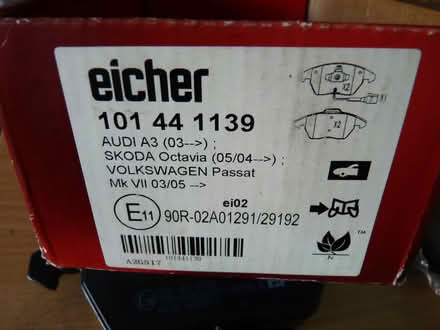 eicher
101 44 1139
AUDI A3 (03-->) ;
SKODA Octavia (05/04-->) ;
VOLKSWAGEN Passat
Mk VII 03/05 -->
X2
X2
ei02
E11 90R-02A01291/29192
101441139